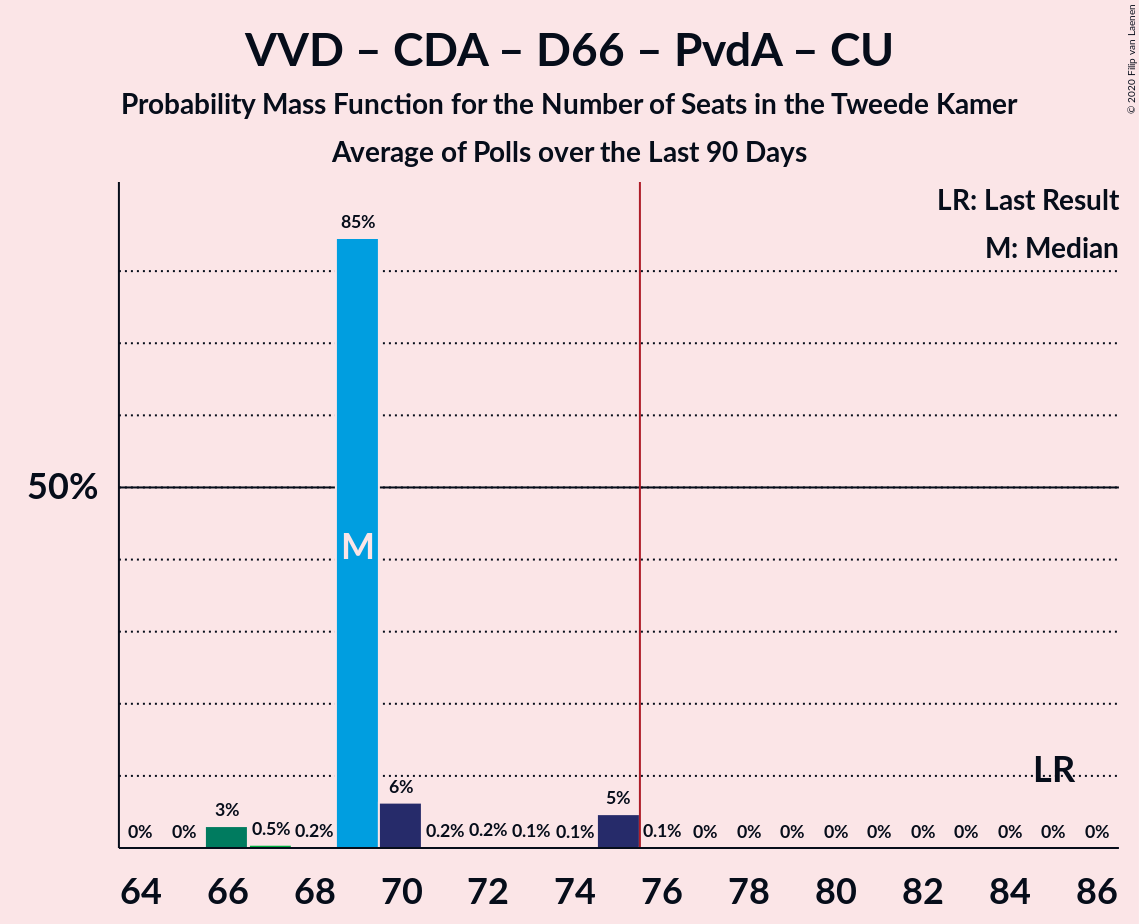 VVD – CDA – D66 – PvdA – CU
Probability Mass Function for the Number of Seats in the Tweede Kamer
Average of Polls over the Last 90 Days
© 2020 Filip van Laenen
LR: Last Result
M: Median
50%
0% 0% 3% 0.5% 0.2% 85% 6% 0.2% 0.2% 0.1% 0.1% 5% 0.1% 0% 0% 0% 0% 0% 0% 0% 0% 0% 0%
M
LR
64 66 68 70 72 74 76 78 80 82 84 86